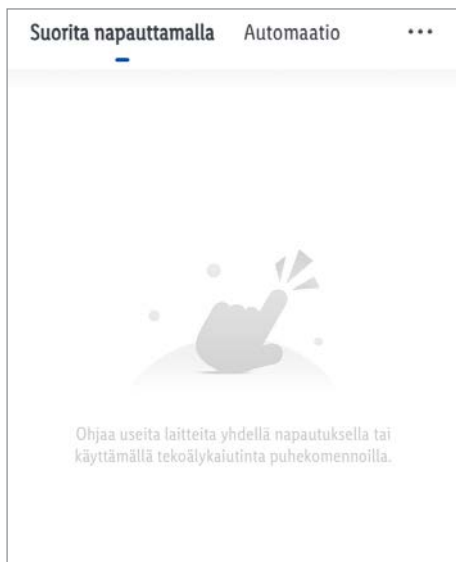 Suorita napauttamalla Automaatio ...
Ohjaa useita laitteita yhdellä napautuksella tai
käyttämällä tekoälykaiutinta puhekomennoilla.